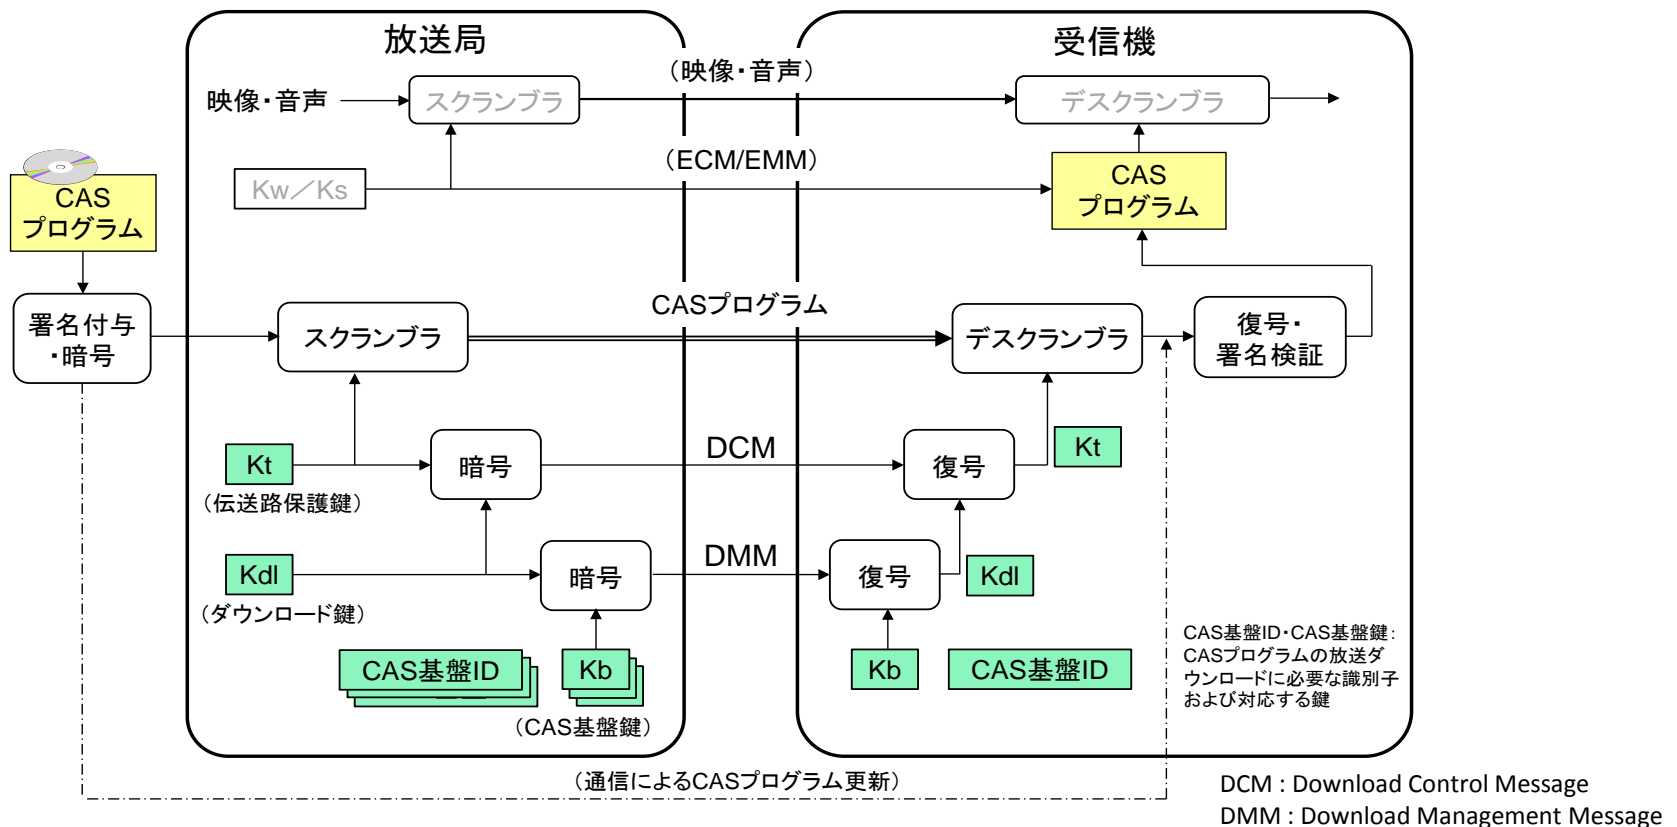 放送局
受信機
（映像・音声）
映像・音声
スクランブラ
デスクランブラ
（ECM/EMM）
Kw／Ks
CAS
プログラム
CAS
プログラム
CASプログラム
署名付与
・暗号
スクランブラ
デスクランブラ
復号・
署名検証
Kt
（伝送路保護鍵）
暗号
DCM
復号
Kt
Kdl
（ダウンロード鍵）
暗号
DMM
復号
Kdl
CAS基盤ID
Kb
（CAS基盤鍵）
Kb
CAS基盤ID
CAS基盤ID・CAS基盤鍵：
CASプログラムの放送ダ
ウンロードに必要な識別子
および対応する鍵
（通信によるCASプログラム更新）
DCM : Download Control Message
DMM : Download Management Message